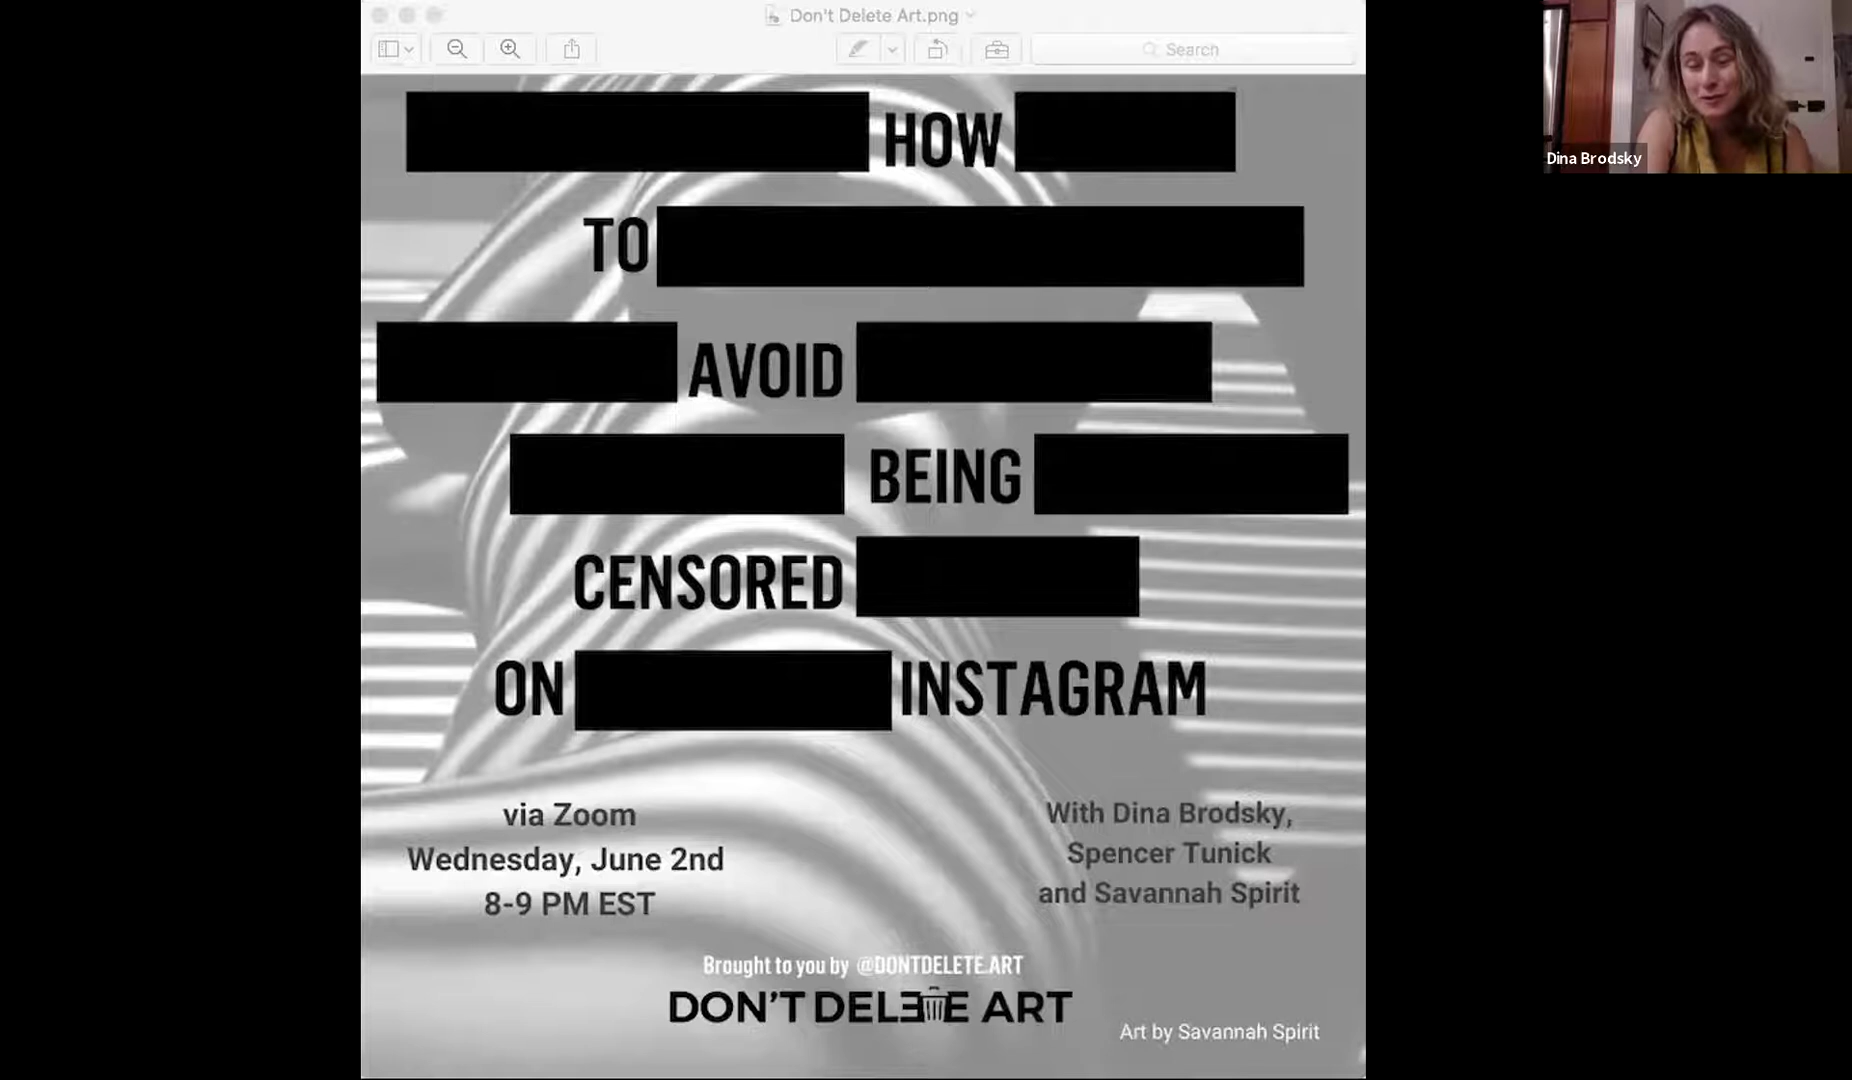 Don't Delete Art.png
Search
HOW
TO
AVOID
BEING
CENSORED
ON INSTAGRAM
via Zoom
Wednesday, June 2nd
8-9 PM EST
With Dina Brodsky,
Spencer Tunick
and Savannah Spirit
Brought to you by @DONTDELETE.ART
DON'T DELETE ART
Art by Savannah Spirit
Dina Brodsky